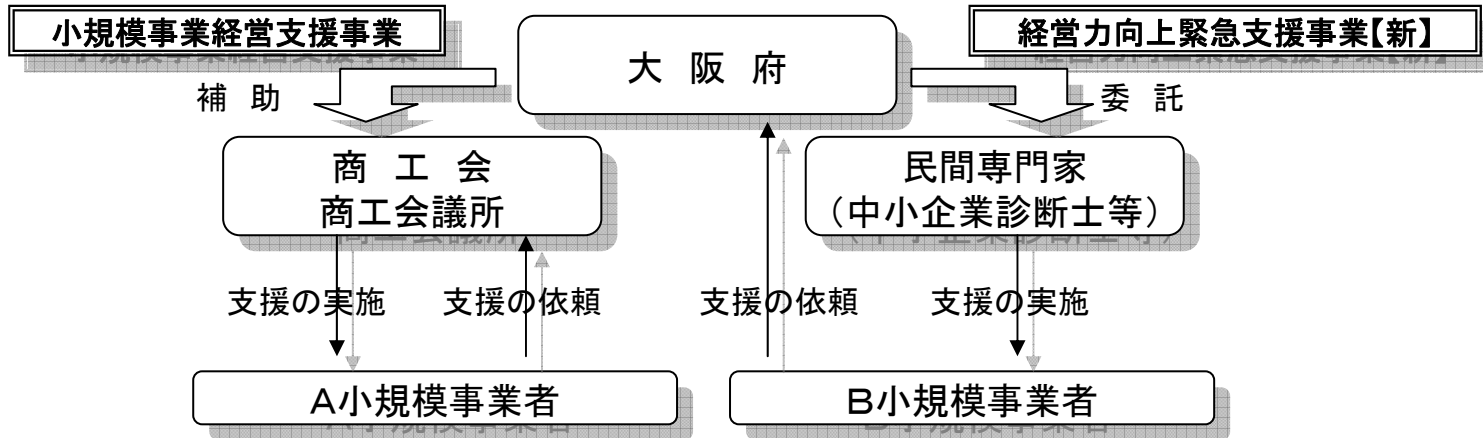 小規模事業経営支援事業
大 阪 府
経営力向上緊急支援事業【新】
補 助
委 託
商 工 会
商工会議所
民間専門家
（中小企業診断士等）
支援の実施
支援の依頼
支援の依頼
支援の実施
A小規模事業者
B小規模事業者